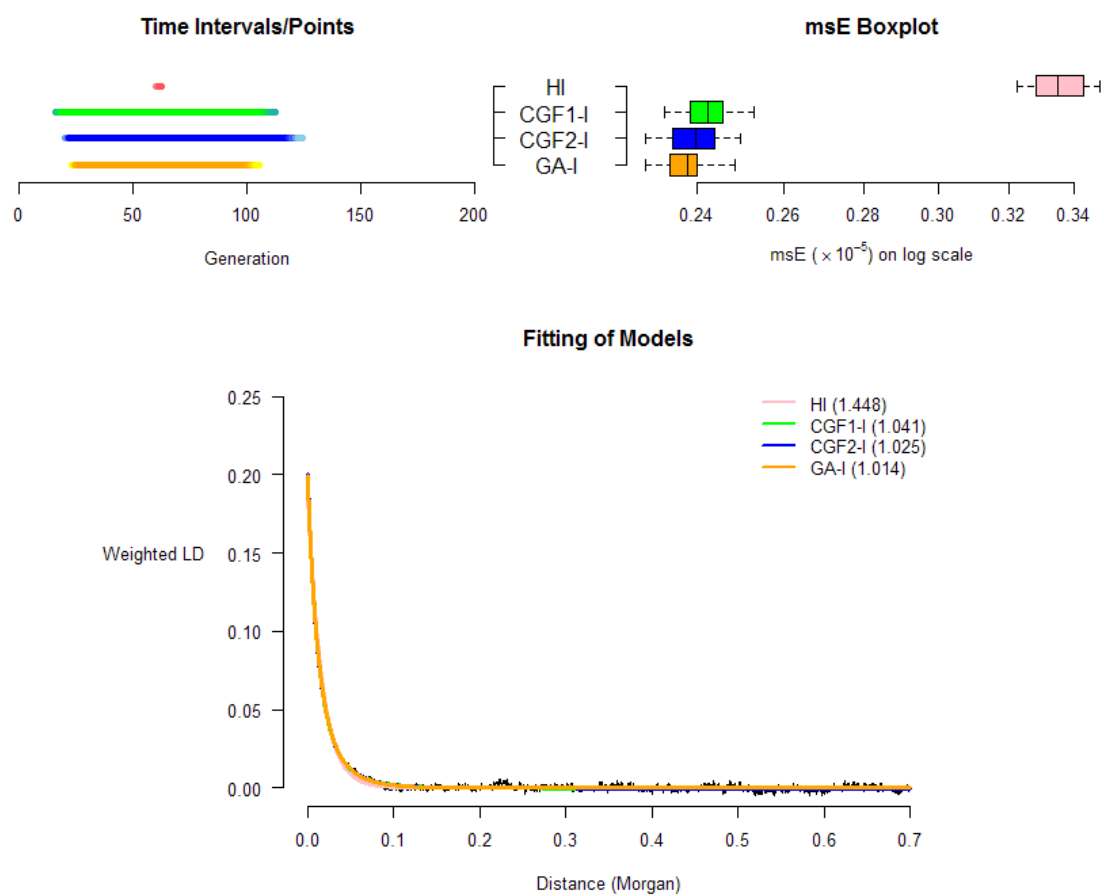 Time Intervals/Points
msE Boxplot
HI
CGF1-I
CGF2-I
GA-I
0 50 100 150 200
Generation
0.24 0.26 0.28 0.30 0.32 0.34
msE (×10⁻⁵) on log scale
Fitting of Models
HI (1.448)
CGF1-I (1.041)
CGF2-I (1.025)
GA-I (1.014)
Weighted LD
0.25
0.20
0.15
0.10
0.05
0.00
0.0 0.1 0.2 0.3 0.4 0.5 0.6 0.7
Distance (Morgan)